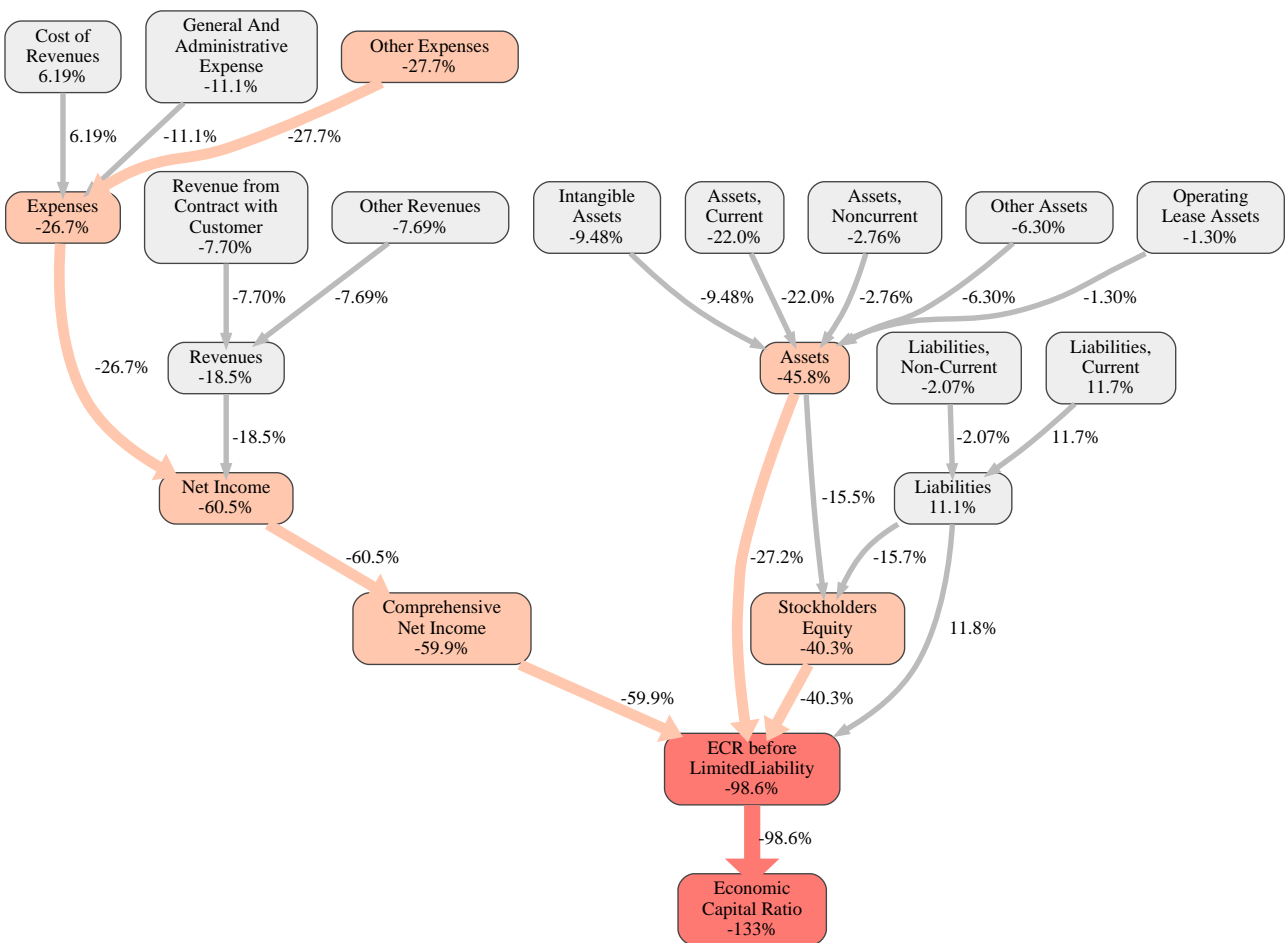 Cost of
Revenues
6.19%
General And
Administrative
Expense
-11.1%
Other Expenses
-27.7%
6.19%
-11.1%
-27.7%
Expenses
-26.7%
Revenue from
Contract with
Customer
-7.70%
Other Revenues
-7.69%
Intangible
Assets
-9.48%
Assets,
Current
-22.0%
Assets,
Noncurrent
-2.76%
Other Assets
-6.30%
Operating
Lease Assets
-1.30%
-7.70%
-7.69%
-9.48%
-22.0%
-2.76%
-6.30%
-1.30%
-26.7%
Revenues
-18.5%
Assets
-45.8%
Liabilities,
Non-Current
-2.07%
Liabilities,
Current
11.7%
-18.5%
-2.07%
11.7%
Net Income
-60.5%
-15.5%
Liabilities
11.1%
-60.5%
-27.2%
-15.7%
Comprehensive
Net Income
-59.9%
Stockholders
Equity
-40.3%
11.8%
-59.9%
-40.3%
ECR before
LimitedLiability
-98.6%
-98.6%
Economic
Capital Ratio
-133%